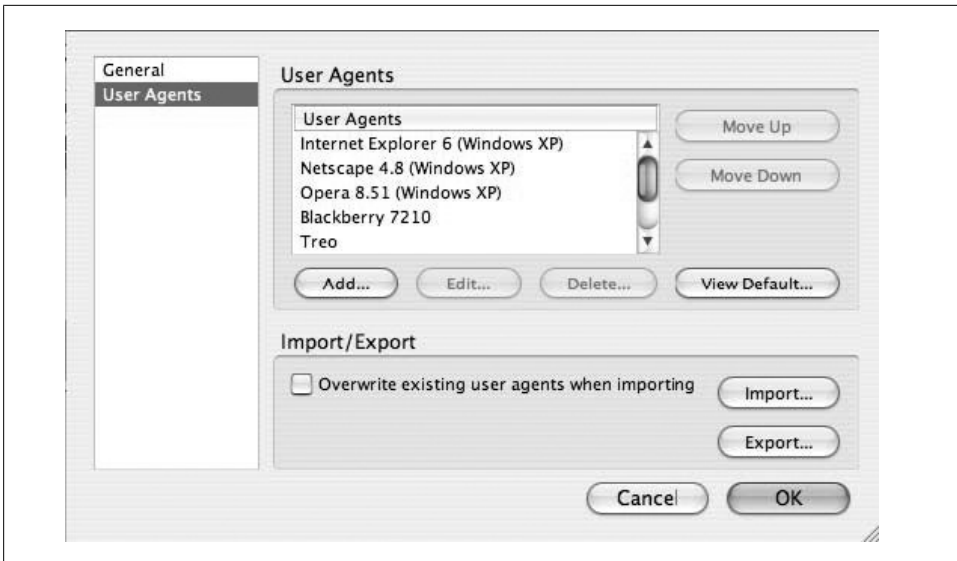 General
User Agents
User Agents
User Agents
Internet Explorer 6 (Windows XP)
Netscape 4.8 (Windows XP)
Opera 8.51 (Windows XP)
Blackberry 7210
Treo
Move Up
Move Down
Add...
Edit...
Delete...
View Default...
Import/Export
Overwrite existing user agents when importing
Import...
Export...
Cancel
OK